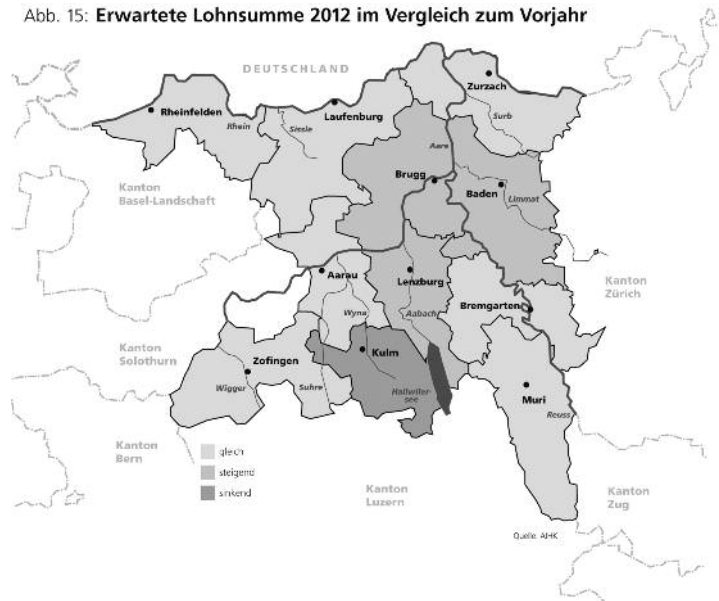 Abb. 15: Erwartete Lohnsumme 2012 im Vergleich zum Vorjahr
DEUTSCHLAND
Zurzach
Rheinfelden
Laufenburg
Rhein
Sissle
Surb
Aare
Kanton
Basel-Landschaft
Brugg
Baden
Limmat
Aarau
Lenzburg
Kanton
Zürich
Bremgarten
Wyna
Aabach
Kanton
Solothurn
Zofingen
Kulm
Wigger
Suhre
Hallwiler-
see
Muri
Reuss
Kanton
Bern
gleich
steigend
sinkend
Kanton
Luzern
Kanton
Zug
Quelle: AIHK